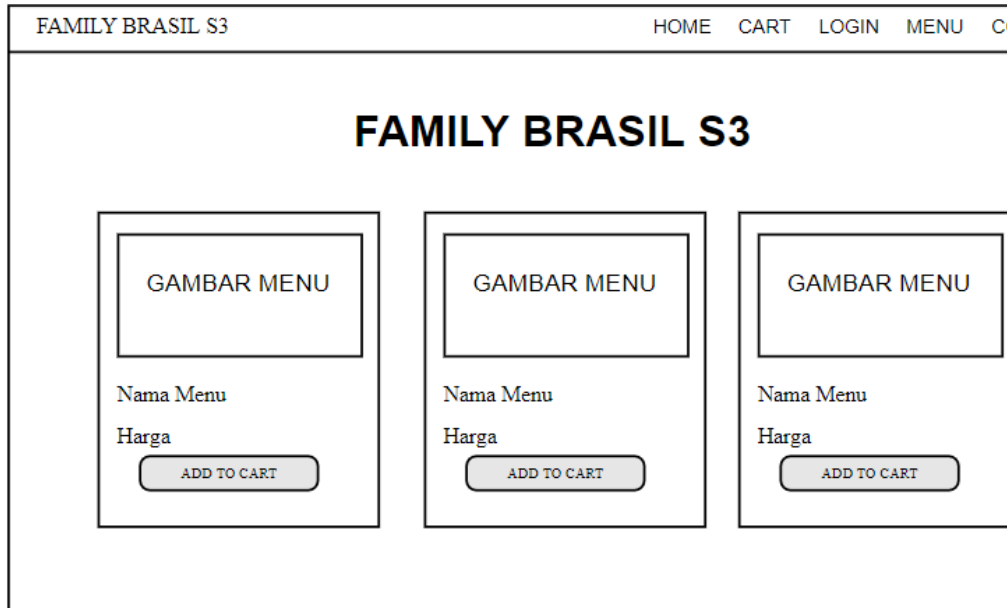 FAMILY BRASIL S3 HOME CART LOGIN MENU
FAMILY BRASIL S3
GAMBAR MENU GAMBAR MENU GAMBAR MENU
Nama Menu Nama Menu Nama Menu
Harga Harga Harga
ADD TO CART ADD TO CART ADD TO CART